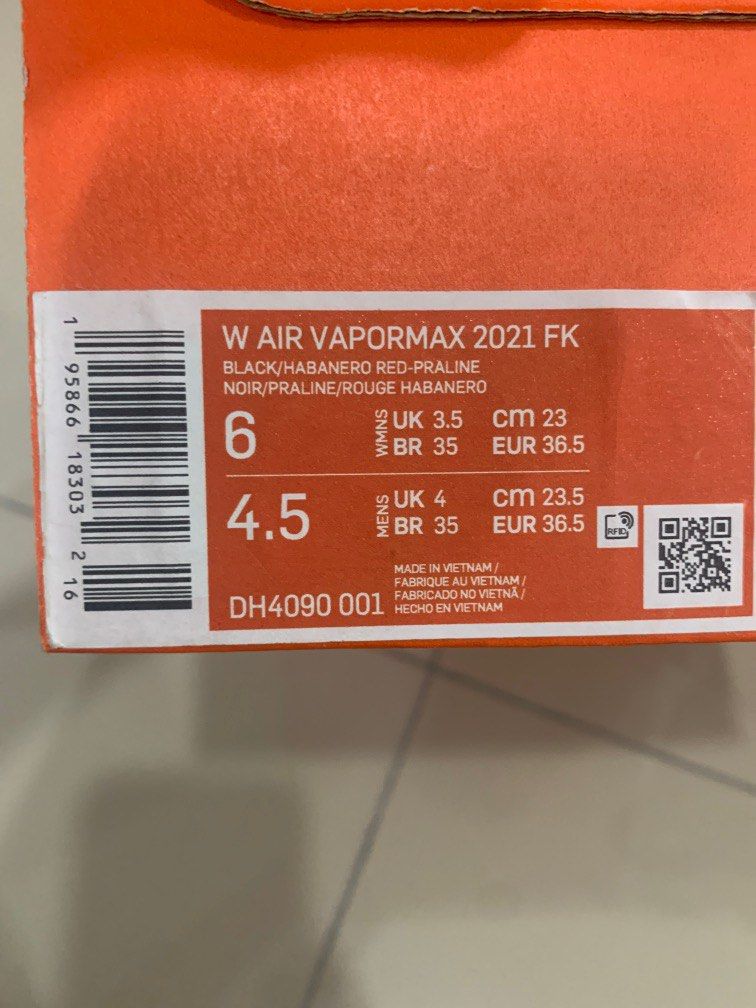 W AIR VAPORMAX 2021 FK
BLACK/HABANERO RED-PRALINE
NOIR/PRALINE/ROUGE HABANERO
6 WMNS UK 3.5 cm 23
BR 35 EUR 36.5
4.5 MENS UK 4 cm 23.5
BR 35 EUR 36.5
RFID
MADE IN VIETNAM /
FABRIQUE AU VIETNAM /
FABRICADO NO VIETNÃ /
HECHO EN VIETNAM
DH4090 001
1 95866 18303 2 16